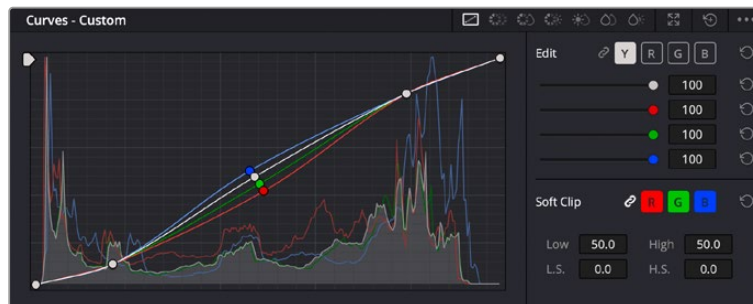 Curves - Custom
Edit Y R G B
100
100
100
100
Soft Clip R G B
Low 50.0 High 50.0
L.S. 0.0 H.S. 0.0